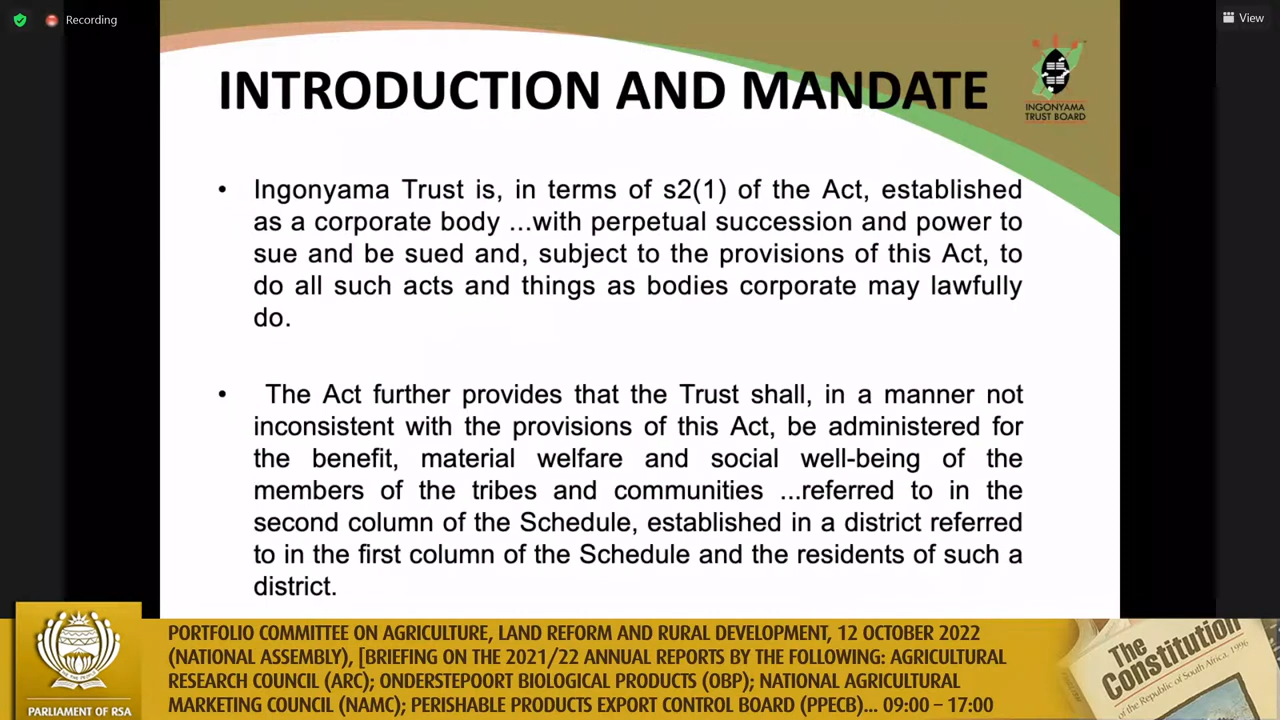 Recording
View
INTRODUCTION AND MANDATE
INGONYAMA
TRUST BOARD
• Ingonyama Trust is, in terms of s2(1) of the Act, established
as a corporate body ...with perpetual succession and power to
sue and be sued and, subject to the provisions of this Act, to
do all such acts and things as bodies corporate may lawfully
do.
• The Act further provides that the Trust shall, in a manner not
inconsistent with the provisions of this Act, be administered for
the benefit, material welfare and social well-being of the
members of the tribes and communities ...referred to in the
second column of the Schedule, established in a district referred
to in the first column of the Schedule and the residents of such a
district.
PARLIAMENT OF RSA
PORTFOLIO COMMITTEE ON AGRICULTURE, LAND REFORM AND RURAL DEVELOPMENT, 12 OCTOBER 2022
(NATIONAL ASSEMBLY), [BRIEFING ON THE 2021/22 ANNUAL REPORTS BY THE FOLLOWING: AGRICULTURAL
RESEARCH COUNCIL (ARC); ONDERSTEPOORT BIOLOGICAL PRODUCTS (OBP); NATIONAL AGRICULTURAL
MARKETING COUNCIL (NAMC); PERISHABLE PRODUCTS EXPORT CONTROL BOARD (PPECB)... 09:00 – 17:00
The
Constitution
of the Republic of South Africa, 1996